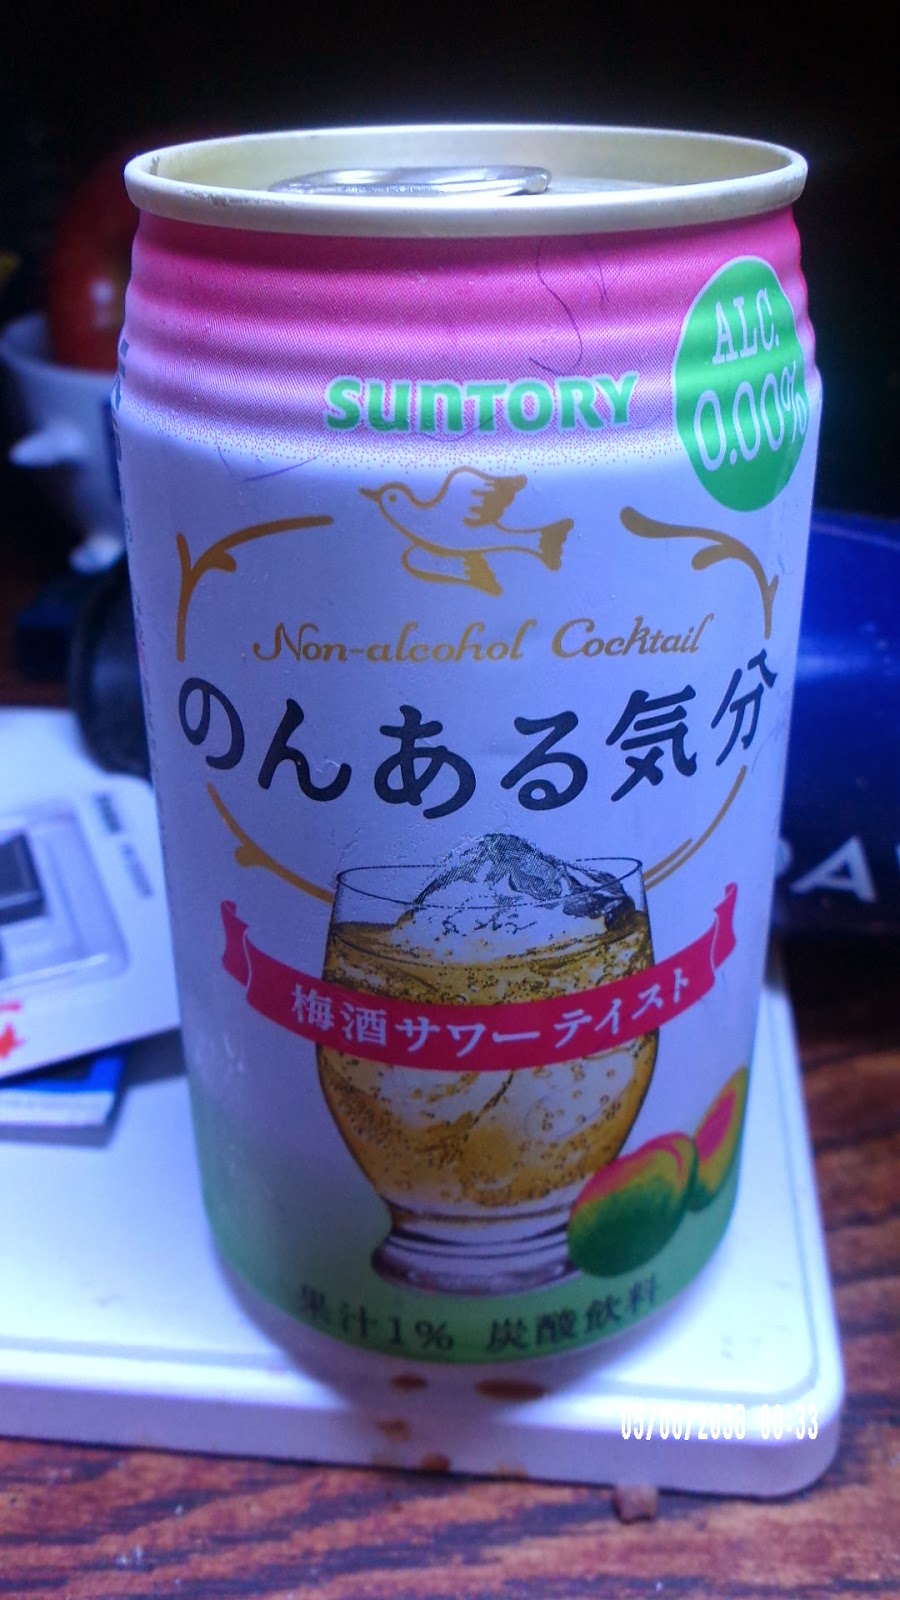 SUNTORY
ALC.
0.00%
Non-alcohol Cocktail
のんある気分
梅酒サワーテイスト
果汁1% 炭酸飲料